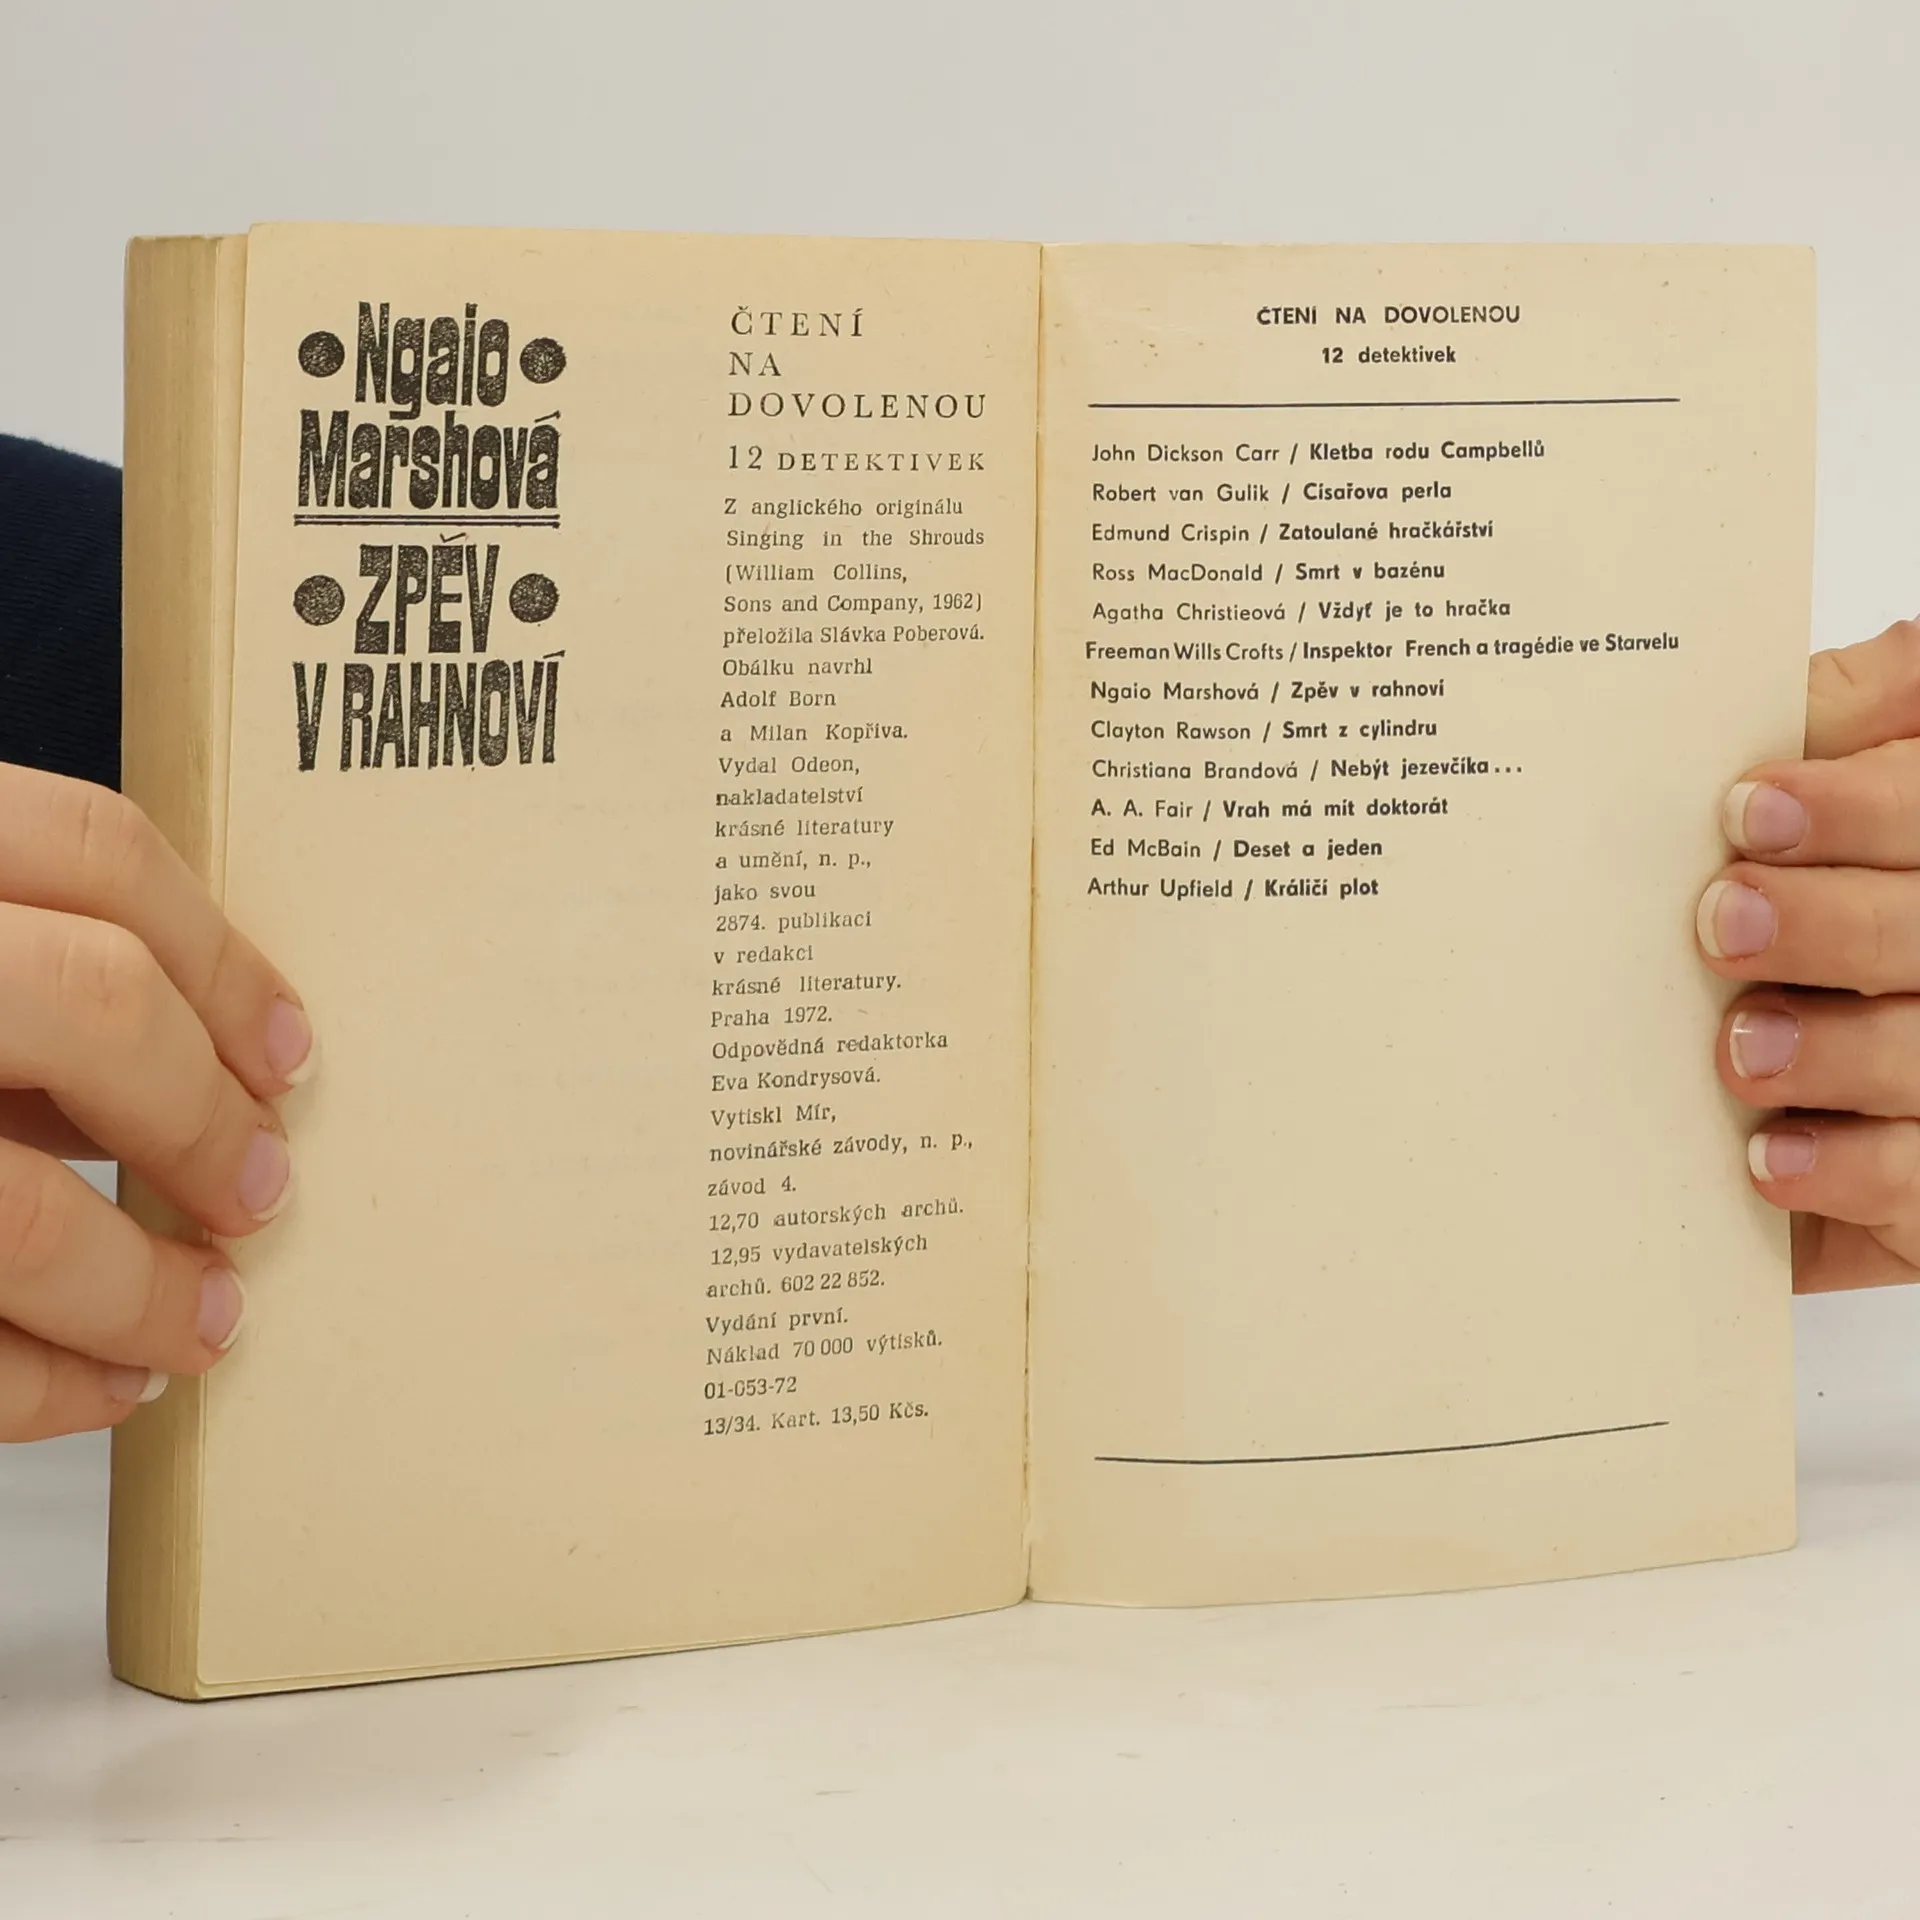 Ngaio
Marshová
ZPĚV
V RAHNOVÍ
ČTENÍ
NA
DOVOLENOU
12 DETEKTIVEK
Z anglického originálu
Singing in the Shrouds
(William Collins,
Sons and Company, 1962)
přeložila Slávka Poberová.
Obálku navrhl
Adolf Born
a Milan Kopřiva.
Vydal Odeon,
nakladatelství
krásné literatury
a umění, n. p.,
jako svou
2874. publikaci
v redakci
krásné literatury.
Praha 1972.
Odpovědná redaktorka
Eva Kondrysová.
Vytiskl Mír,
novinářské závody, n. p.,
závod 4.
12,70 autorských archů.
12,95 vydavatelských
archů. 602 22 852.
Vydání první.
Náklad 70 000 výtisků.
01-053-72
13/34. Kart. 13,50 Kčs.
ČTENÍ NA DOVOLENOU
12 detektivek
John Dickson Carr / Kletba rodu Campbellů
Robert van Gulik / Císařova perla
Edmund Crispin / Zatoulané hračkářství
Ross MacDonald / Smrt v bazénu
Agatha Christieová / Vždyť je to hračka
Freeman Wills Crofts / Inspektor French a tragédie ve Starvelu
Ngaio Marshová / Zpěv v rahnoví
Clayton Rawson / Smrt z cylindru
Christiana Brandová / Nebýt jezevčíka...
A. A. Fair / Vrah má mít doktorát
Ed McBain / Deset a jeden
Arthur Upfield / Králičí plot